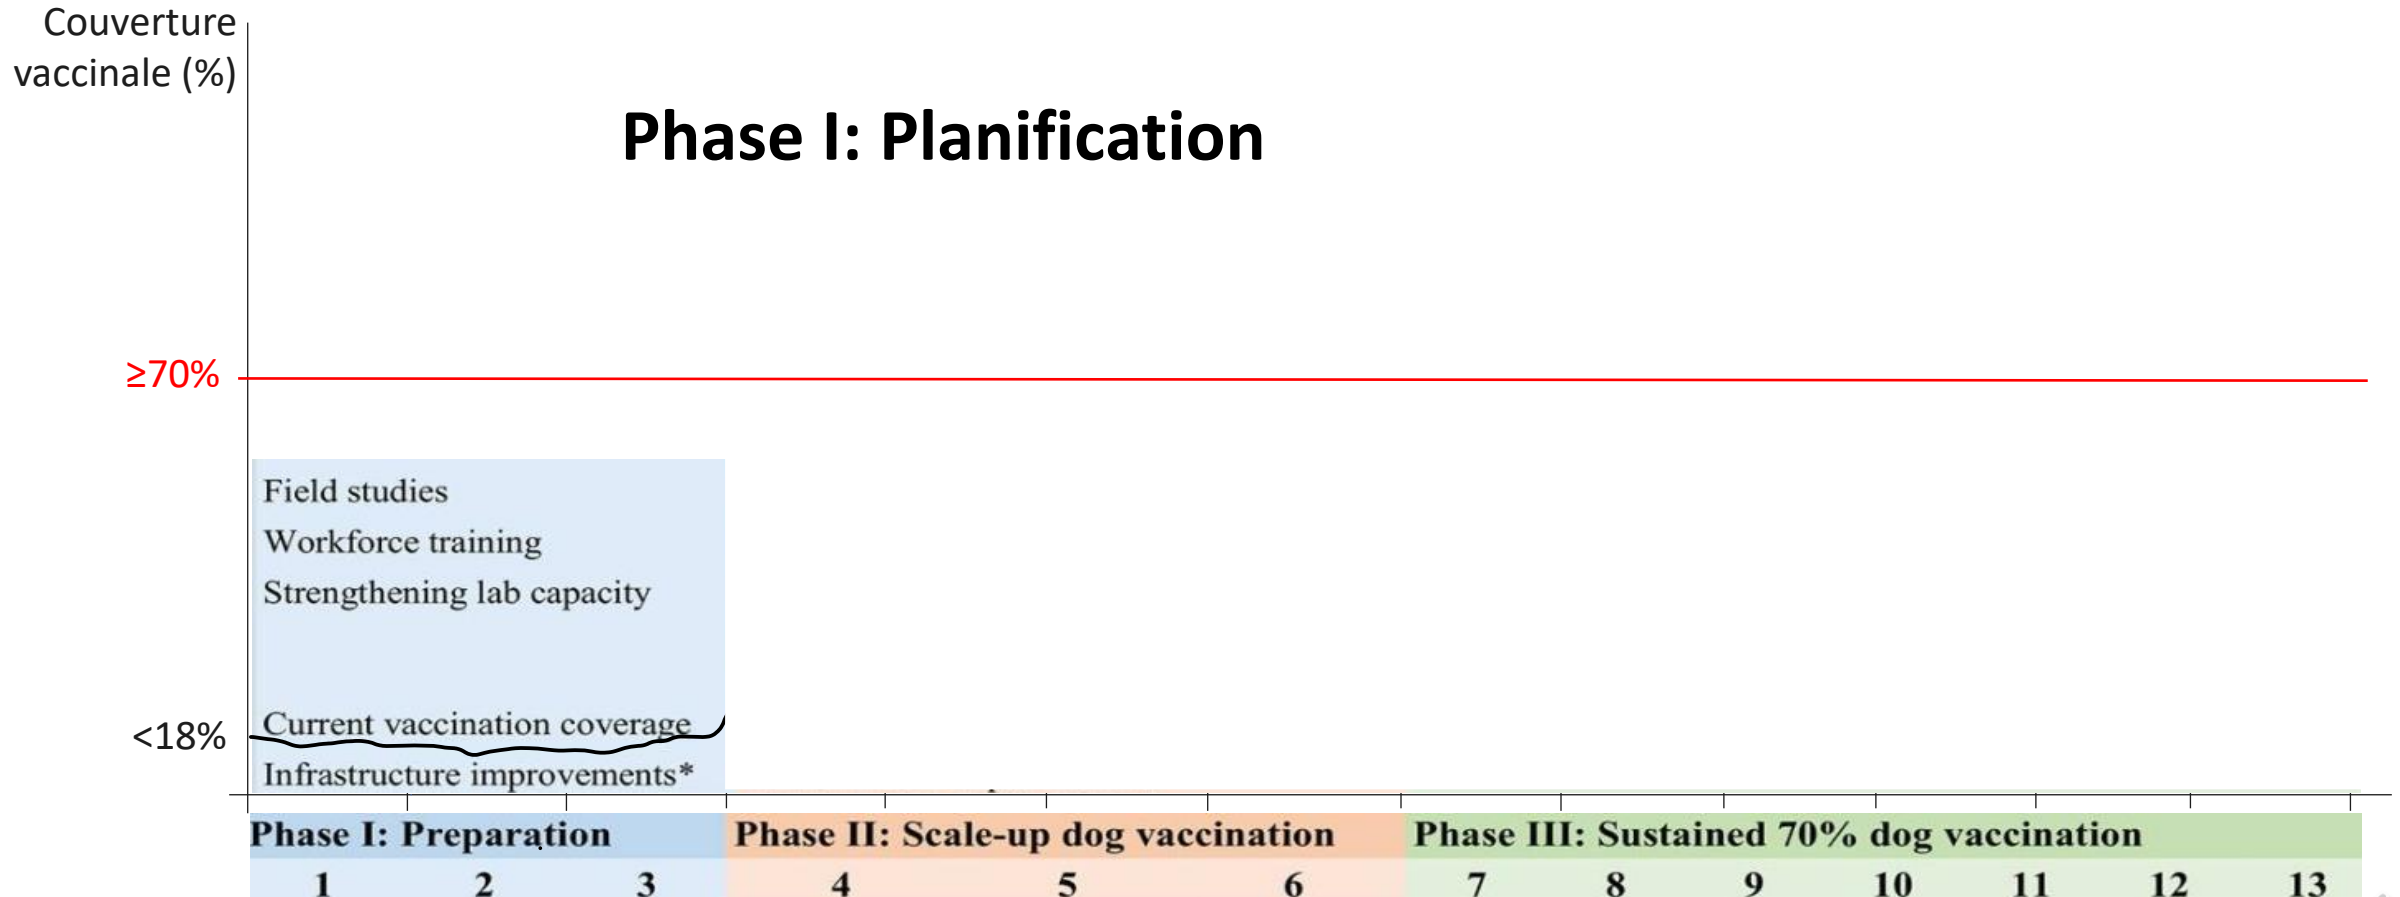 Couverture
vaccinale (%)
Phase I: Planification
≥70%
Field studies
Workforce training
Strengthening lab capacity
Current vaccination coverage
<18%
Infrastructure improvements*
Phase I: Preparation Phase II: Scale-up dog vaccination Phase III: Sustained 70% dog vaccination
1 2 3 4 5 6 7 8 9 10 11 12 13